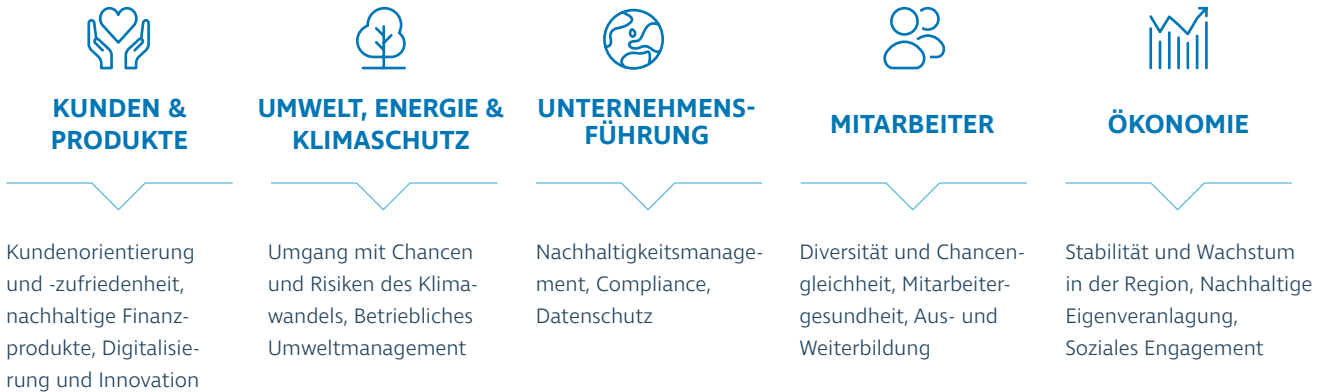 KUNDEN &
PRODUKTE
Kundenorientierung
und -zufriedenheit,
nachhaltige Finanz-
produkte, Digitalisie-
rung und Innovation
UMWELT, ENERGIE &
KLIMASCHUTZ
Umgang mit Chancen
und Risiken des Klima-
wandels, Betriebliches
Umweltmanagement
UNTERNEHMENS-
FÜHRUNG
Nachhaltigkeitsmanage-
ment, Compliance,
Datenschutz
MITARBEITER
Diversität und Chancen-
gleichheit, Mitarbeiter-
gesundheit, Aus- und
Weiterbildung
ÖKONOMIE
Stabilität und Wachstum
in der Region, Nachhaltige
Eigenveranlagung,
Soziales Engagement